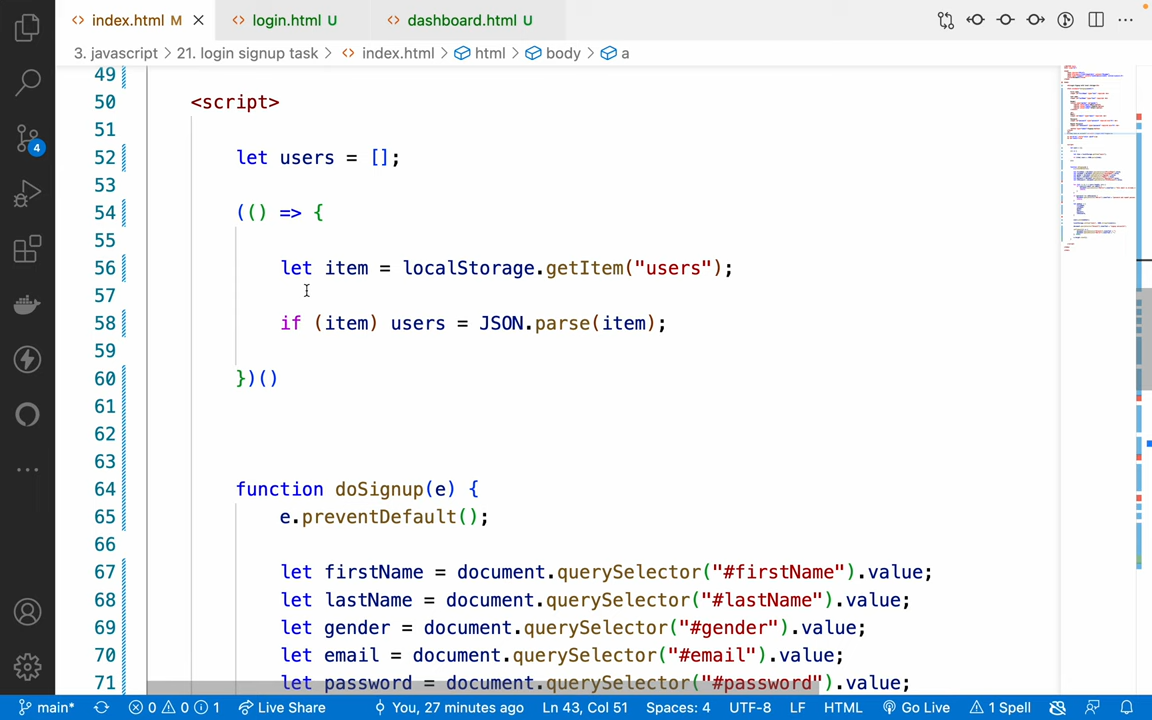 index.html M
login.html U
dashboard.html U
3. javascript > 21. login signup task > index.html > html > body > a
49
50 <script>
51
52 let users = [];
53
54 (() => {
55
56 let item = localStorage.getItem("users");
57
58 if (item) users = JSON.parse(item);
59
60 })()
61
62
63
64 function doSignup(e) {
65 e.preventDefault();
66
67 let firstName = document.querySelector("#firstName").value;
68 let lastName = document.querySelector("#lastName").value;
69 let gender = document.querySelector("#gender").value;
70 let email = document.querySelector("#email").value;
71 let password = document.querySelector("#password").value;
4
main* 0 0 1 Live Share You, 27 minutes ago Ln 43, Col 51 Spaces: 4 UTF-8 LF HTML Go Live 1 Spell